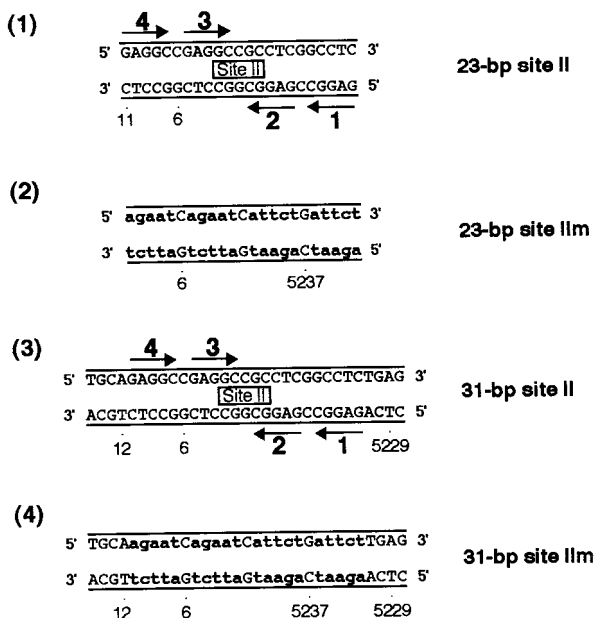 (1)
4 3
5' GAGGCCGAGGCCGCCTCGGCCTC 3'
Site II
23-bp site II
3' CTCCGGCTCCGGCGGAGCCGGAG 5'
11 6 2 1
(2)
5' agaatCagaatCattctGattct 3'
23-bp site IIm
3' tcttaGtcttaGtaagaCtaaga 5'
6 5237
(3)
4 3
5' TGCAGAGGCCGAGGCCGCCTCGGCCTCTGAG 3'
Site II
31-bp site II
3' ACGTCTCCGGCTCCGGCGGAGCCGGAGACTC 5'
12 6 2 1 5229
(4)
5' TGCAagaatCagaatCattctGattctTGAG 3'
31-bp site IIm
3' ACGTtcttaGtcttaGtaagaCtaagaACTC 5'
12 6 5237 5229